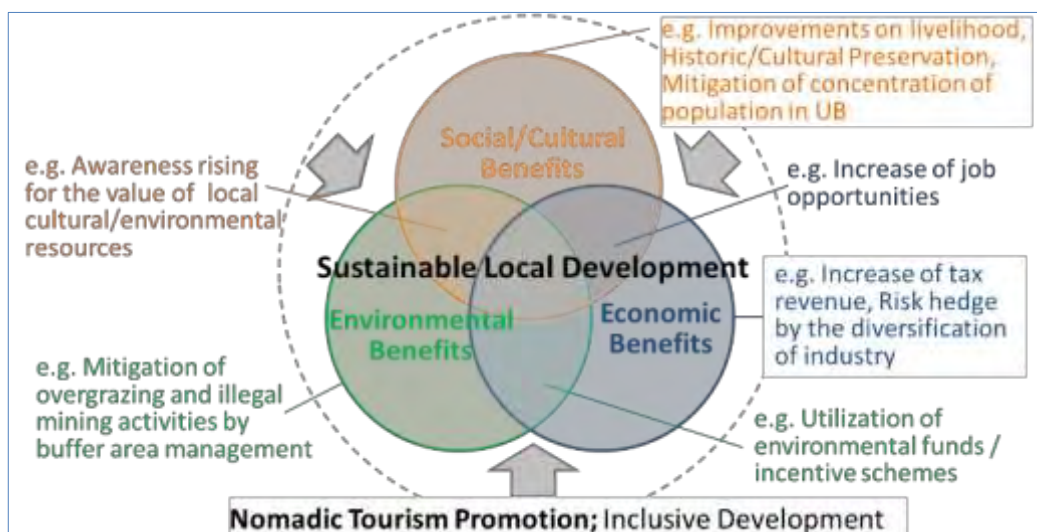 e.g. Improvements on livelihood,
Historic/Cultural Preservation,
Mitigation of concentration of
population in UB
Social/Cultural
Benefits
e.g. Awareness rising
for the value of local
cultural/environmental
resources
e.g. Increase of job
opportunities
Sustainable Local Development
Environmental
Benefits
Economic
Benefits
e.g. Increase of tax
revenue, Risk hedge
by the diversification
of industry
e.g. Mitigation of
overgrazing and illegal
mining activities by
buffer area management
e.g. Utilization of
environmental funds /
incentive schemes
Nomadic Tourism Promotion; Inclusive Development